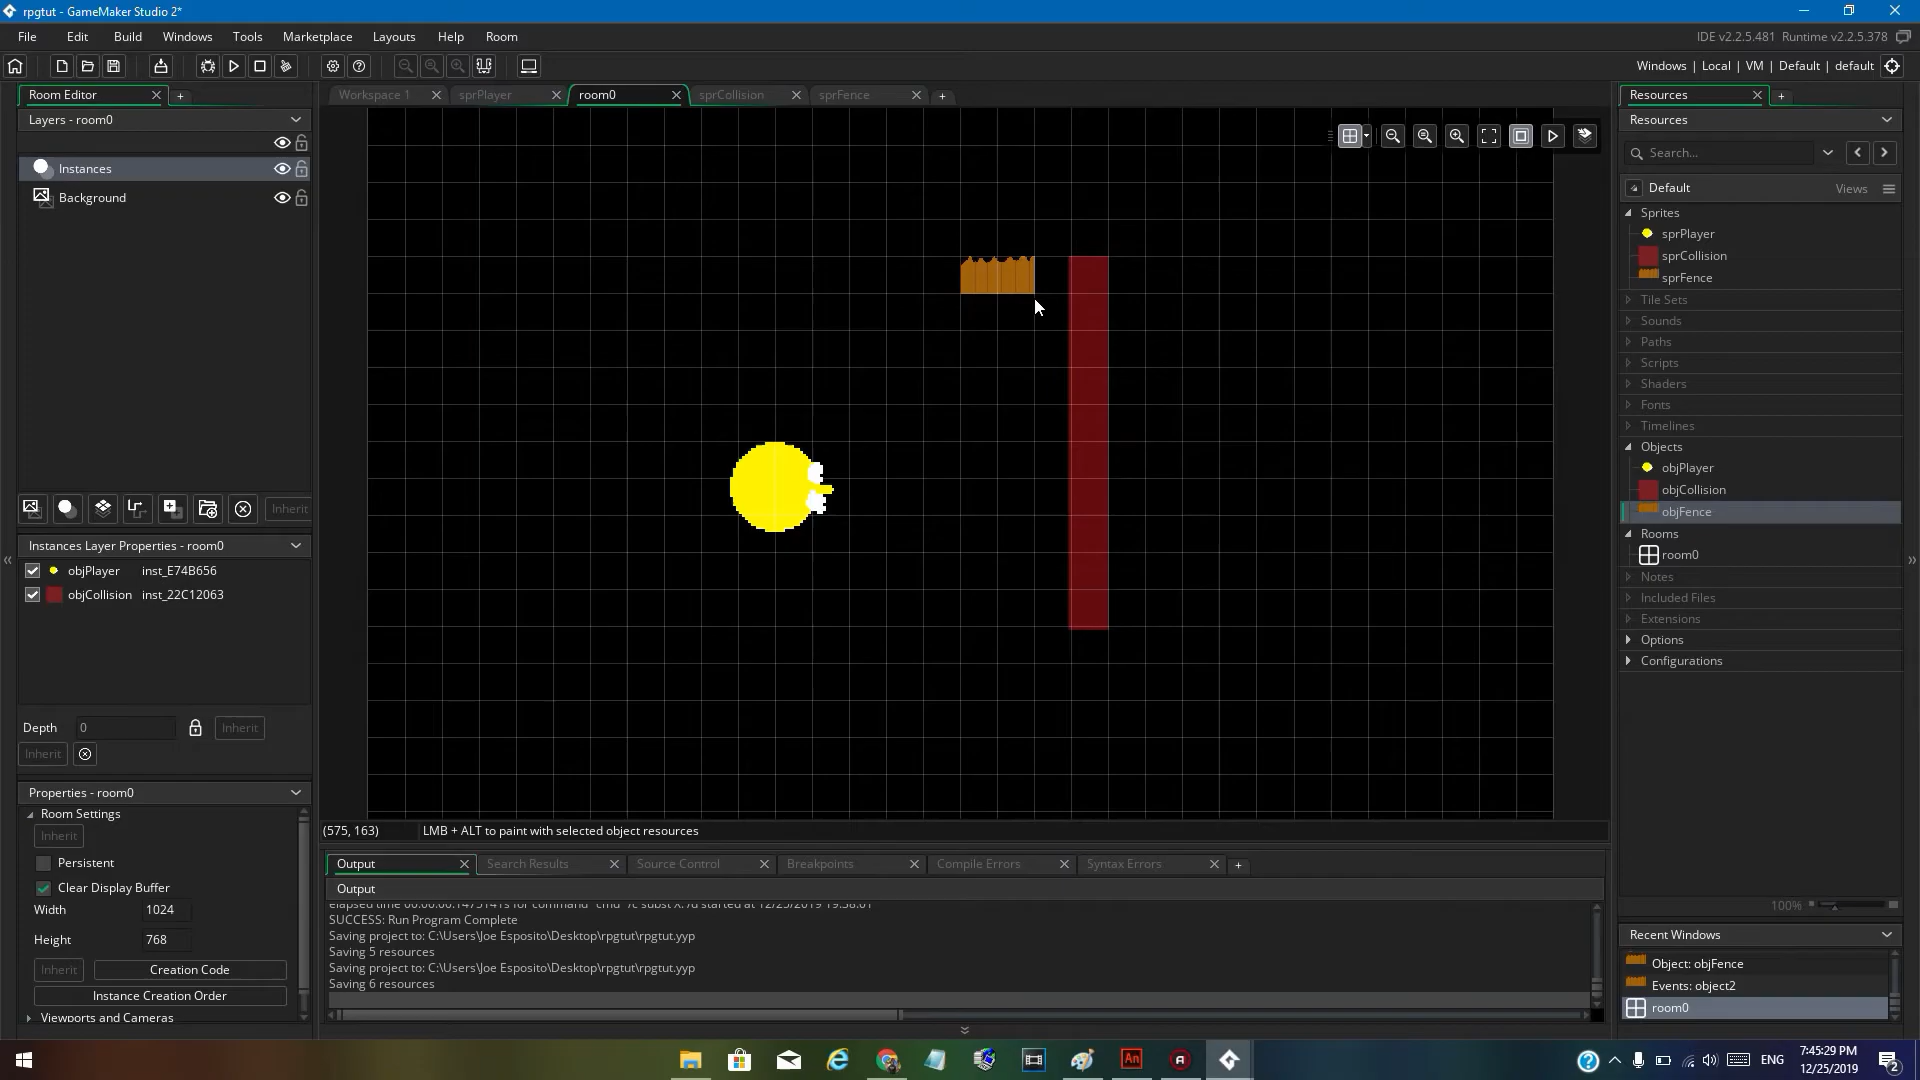 rpgtut - GameMaker Studio 2*
File Edit Build Windows Tools Marketplace Layouts Help Room
IDE v2.2.5.481 Runtime v2.2.5.378
Windows | Local | VM | Default | default
Room Editor
Workspace 1
sprPlayer
room0
sprCollision
sprFence
Resources
Layers - room0
Resources
Search...
Instances
Background
Default
Views
Sprites
sprPlayer
sprCollision
sprFence
Tile Sets
Sounds
Paths
Scripts
Shaders
Fonts
Timelines
Objects
objPlayer
objCollision
objFence
Rooms
room0
Notes
Included Files
Extensions
Options
Configurations
Inherit
Instances Layer Properties - room0
objPlayer inst_E74B656
objCollision inst_22C12063
Depth 0 Inherit
Inherit
Properties - room0
Room Settings
Inherit
Persistent
Clear Display Buffer
Width 1024
Height 768
Inherit Creation Code
Instance Creation Order
Viewports and Cameras
(575, 163) LMB + ALT to paint with selected object resources
Output
Search Results
Source Control
Breakpoints
Compile Errors
Syntax Errors
Output
SUCCESS: Run Program Complete
Saving project to: C:\Users\Joe Esposito\Desktop\rpgtut\rpgtut.yyp
Saving 5 resources
Saving project to: C:\Users\Joe Esposito\Desktop\rpgtut\rpgtut.yyp
Saving 6 resources
100%
Recent Windows
Object: objFence
Events: object2
room0
An
ENG
7:45:29 PM
12/25/2019
2